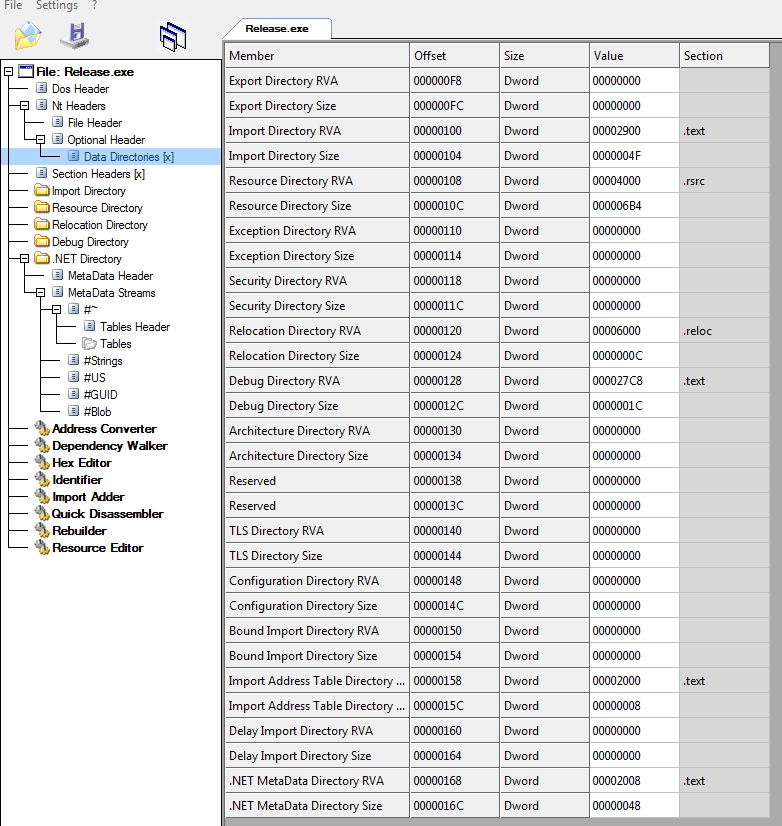 File Settings ?
Release.exe
File: Release.exe
Dos Header
Nt Headers
File Header
Optional Header
Data Directories [x]
Section Headers [x]
Import Directory
Resource Directory
Relocation Directory
Debug Directory
.NET Directory
MetaData Header
MetaData Streams
#~
Tables Header
Tables
#Strings
#US
#GUID
#Blob
Address Converter
Dependency Walker
Hex Editor
Identifier
Import Adder
Quick Disassembler
Rebuilder
Resource Editor
Member Offset Size Value Section
Export Directory RVA 000000F8 Dword 00000000
Export Directory Size 000000FC Dword 00000000
Import Directory RVA 00000100 Dword 00002900 .text
Import Directory Size 00000104 Dword 0000004F
Resource Directory RVA 00000108 Dword 00004000 .rsrc
Resource Directory Size 0000010C Dword 000006B4
Exception Directory RVA 00000110 Dword 00000000
Exception Directory Size 00000114 Dword 00000000
Security Directory RVA 00000118 Dword 00000000
Security Directory Size 0000011C Dword 00000000
Relocation Directory RVA 00000120 Dword 00006000 .reloc
Relocation Directory Size 00000124 Dword 0000000C
Debug Directory RVA 00000128 Dword 000027C8 .text
Debug Directory Size 0000012C Dword 0000001C
Architecture Directory RVA 00000130 Dword 00000000
Architecture Directory Size 00000134 Dword 00000000
Reserved 00000138 Dword 00000000
Reserved 0000013C Dword 00000000
TLS Directory RVA 00000140 Dword 00000000
TLS Directory Size 00000144 Dword 00000000
Configuration Directory RVA 00000148 Dword 00000000
Configuration Directory Size 0000014C Dword 00000000
Bound Import Directory RVA 00000150 Dword 00000000
Bound Import Directory Size 00000154 Dword 00000000
Import Address Table Directory ... 00000158 Dword 00002000 .text
Import Address Table Directory ... 0000015C Dword 00000008
Delay Import Directory RVA 00000160 Dword 00000000
Delay Import Directory Size 00000164 Dword 00000000
.NET MetaData Directory RVA 00000168 Dword 00002008 .text
.NET MetaData Directory Size 0000016C Dword 00000048